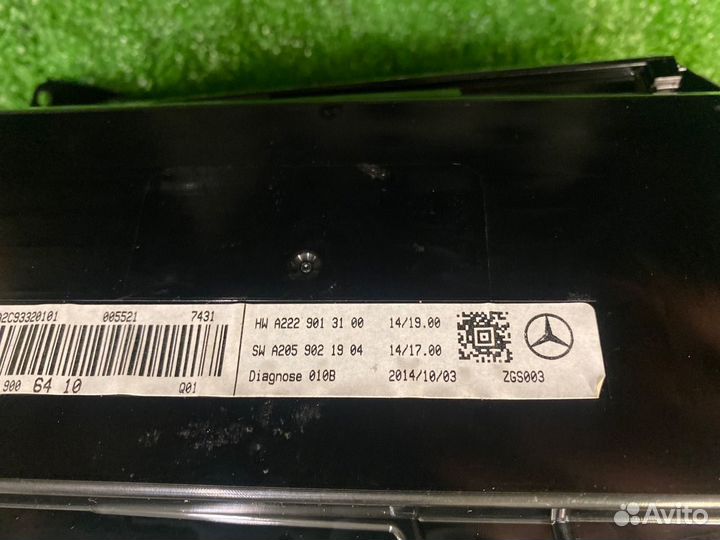 A2C93320101 005521 7431
900 64 10 Q01
HW A222 901 31 00 14/19.00
SW A205 902 19 04 14/17.00
Diagnose 010B 2014/10/03 ZGS003
Avito